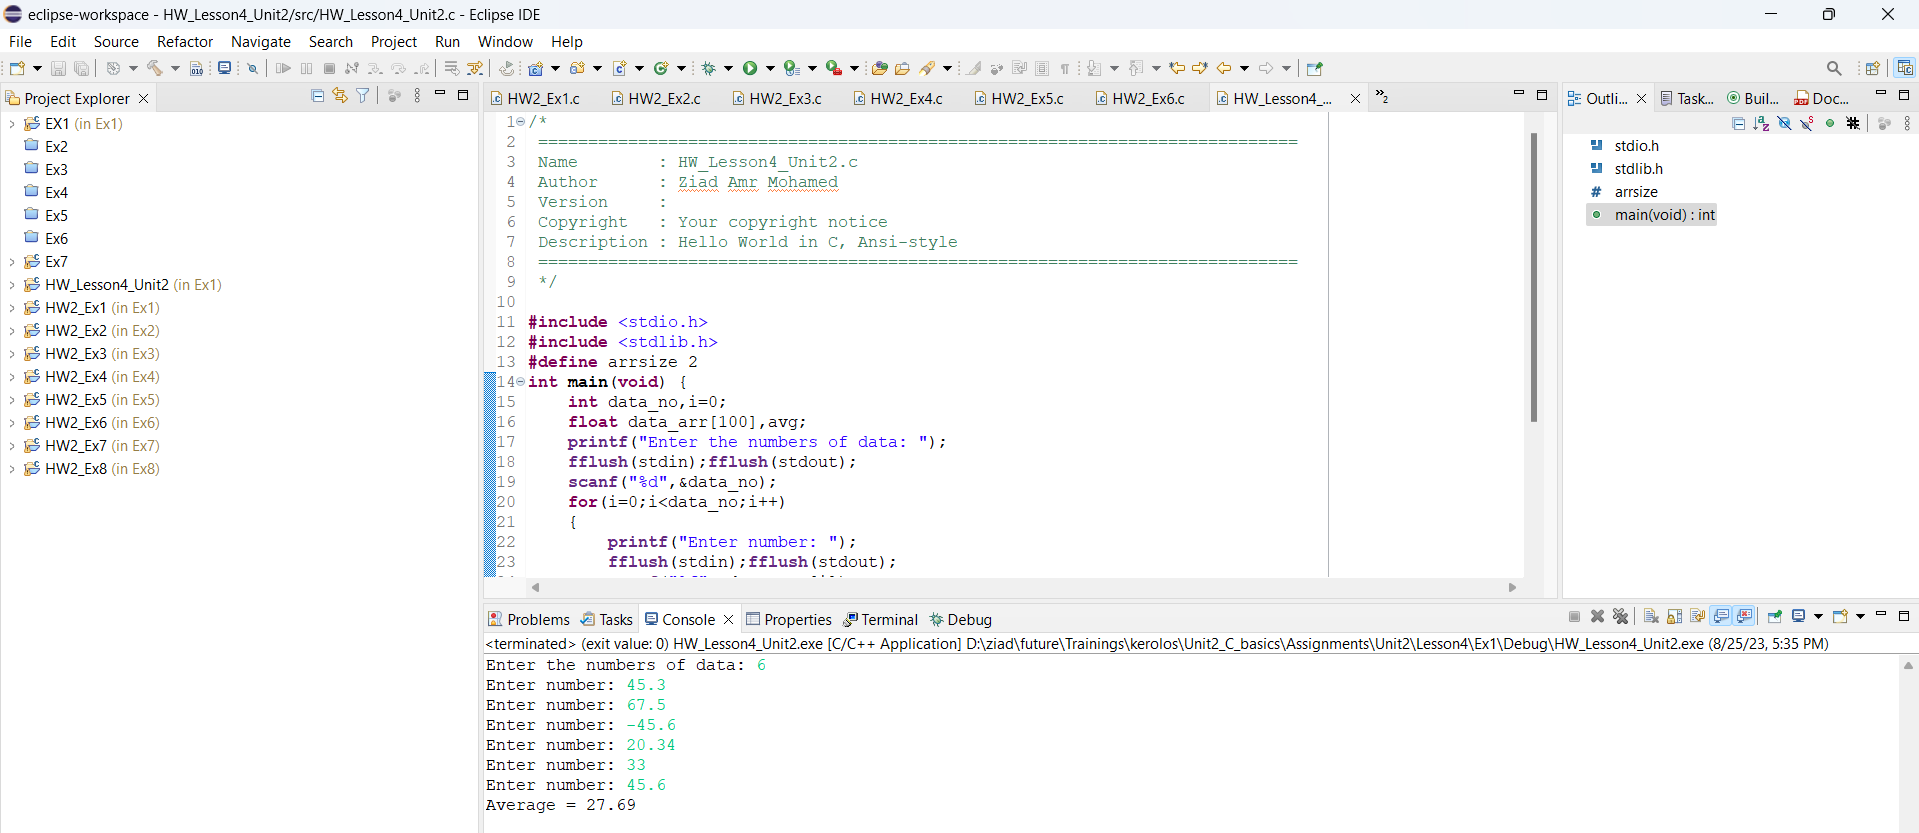 eclipse-workspace - HW_Lesson4_Unit2/src/HW_Lesson4_Unit2.c - Eclipse IDE
File Edit Source Refactor Navigate Search Project Run Window Help
Project Explorer
EX1 (in Ex1)
Ex2
Ex3
Ex4
Ex5
Ex6
Ex7
HW_Lesson4_Unit2 (in Ex1)
HW2_Ex1 (in Ex1)
HW2_Ex2 (in Ex2)
HW2_Ex3 (in Ex3)
HW2_Ex4 (in Ex4)
HW2_Ex5 (in Ex5)
HW2_Ex6 (in Ex6)
HW2_Ex7 (in Ex7)
HW2_Ex8 (in Ex8)
HW2_Ex1.c HW2_Ex2.c HW2_Ex3.c HW2_Ex4.c HW2_Ex5.c HW2_Ex6.c HW_Lesson4_... »2
1 /*
2 ============================================================================
3 Name : HW_Lesson4_Unit2.c
4 Author : Ziad Amr Mohamed
5 Version :
6 Copyright : Your copyright notice
7 Description : Hello World in C, Ansi-style
8 ============================================================================
9 */
10
11 #include <stdio.h>
12 #include <stdlib.h>
13 #define arrsize 2
14 int main(void) {
15 int data_no,i=0;
16 float data_arr[100],avg;
17 printf("Enter the numbers of data: ");
18 fflush(stdin);fflush(stdout);
19 scanf("%d",&data_no);
20 for(i=0;i<data_no;i++)
21 {
22 printf("Enter number: ");
23 fflush(stdin);fflush(stdout);
Outli... Task... Buil... Doc...
stdio.h
stdlib.h
arrsize
main(void) : int
Problems Tasks Console Properties Terminal Debug
<terminated> (exit value: 0) HW_Lesson4_Unit2.exe [C/C++ Application] D:\ziad\future\Trainings\kerolos\Unit2_C_basics\Assignments\Unit2\Lesson4\Ex1\Debug\HW_Lesson4_Unit2.exe (8/25/23, 5:35 PM)
Enter the numbers of data: 6
Enter number: 45.3
Enter number: 67.5
Enter number: -45.6
Enter number: 20.34
Enter number: 33
Enter number: 45.6
Average = 27.69